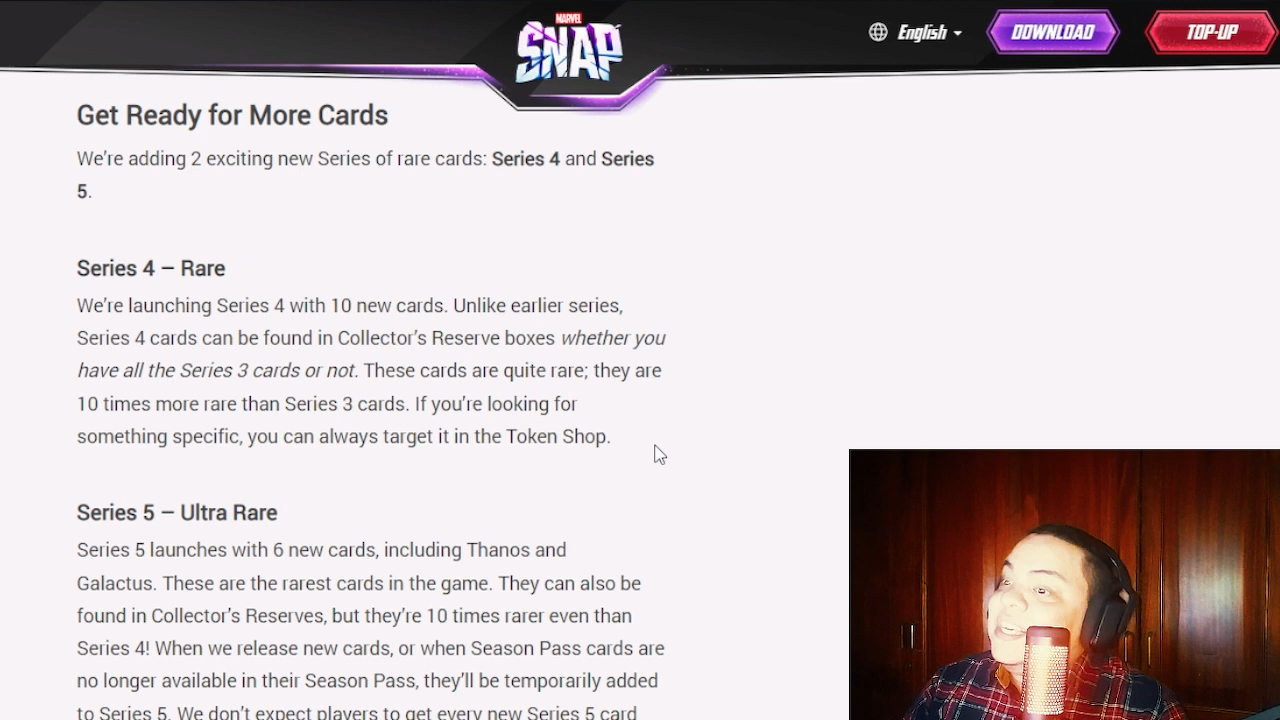 MARVEL
SNAP
English
DOWNLOAD
TOP-UP
Get Ready for More Cards
We're adding 2 exciting new Series of rare cards: Series 4 and Series
5.
Series 4 – Rare
We're launching Series 4 with 10 new cards. Unlike earlier series,
Series 4 cards can be found in Collector's Reserve boxes whether you
have all the Series 3 cards or not. These cards are quite rare; they are
10 times more rare than Series 3 cards. If you're looking for
something specific, you can always target it in the Token Shop.
Series 5 – Ultra Rare
Series 5 launches with 6 new cards, including Thanos and
Galactus. These are the rarest cards in the game. They can also be
found in Collector's Reserves, but they're 10 times rarer even than
Series 4! When we release new cards, or when Season Pass cards are
no longer available in their Season Pass, they'll be temporarily added
to Series 5. We don't expect players to get every new Series 5 card